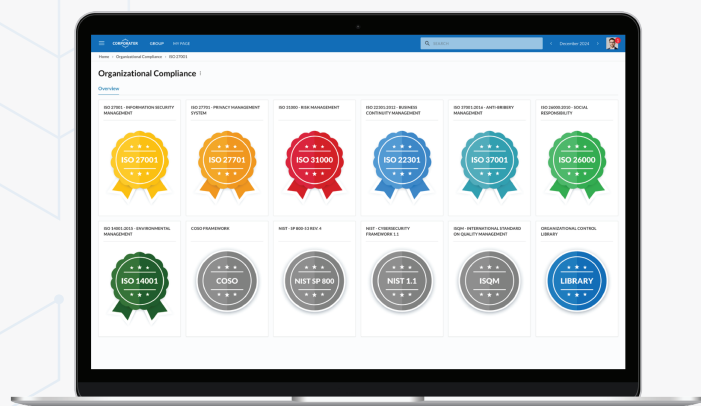 CORPORATER
GROUP
MY PAGE
SEARCH
December 2024
Home > Organizational Compliance > ISO 27001
Organizational Compliance
Overview
ISO 27001 - INFORMATION SECURITY
MANAGEMENT
ISO 27001
ISO 27701 - PRIVACY MANAGEMENT
SYSTEM
ISO 27701
ISO 31000 - RISK MANAGEMENT
ISO 31000
ISO 22301:2012 - BUSINESS
CONTINUITY MANAGEMENT
ISO 22301
ISO 37001:2016 - ANTI-BRIBERY
MANAGEMENT
ISO 37001
ISO 26000:2010 - SOCIAL
RESPONSIBILITY
ISO 26000
ISO 14001:2015 - ENVIRONMENTAL
MANAGEMENT
ISO 14001
COSO FRAMEWORK
COSO
NIST - SP 800-53 REV. 4
NIST SP 800
NIST - CYBERSECURITY
FRAMEWORK 1.1
NIST 1.1
ISQM - INTERNATIONAL STANDARD
ON QUALITY MANAGEMENT
ISQM
ORGANIZATIONAL CONTROL
LIBRARY
LIBRARY